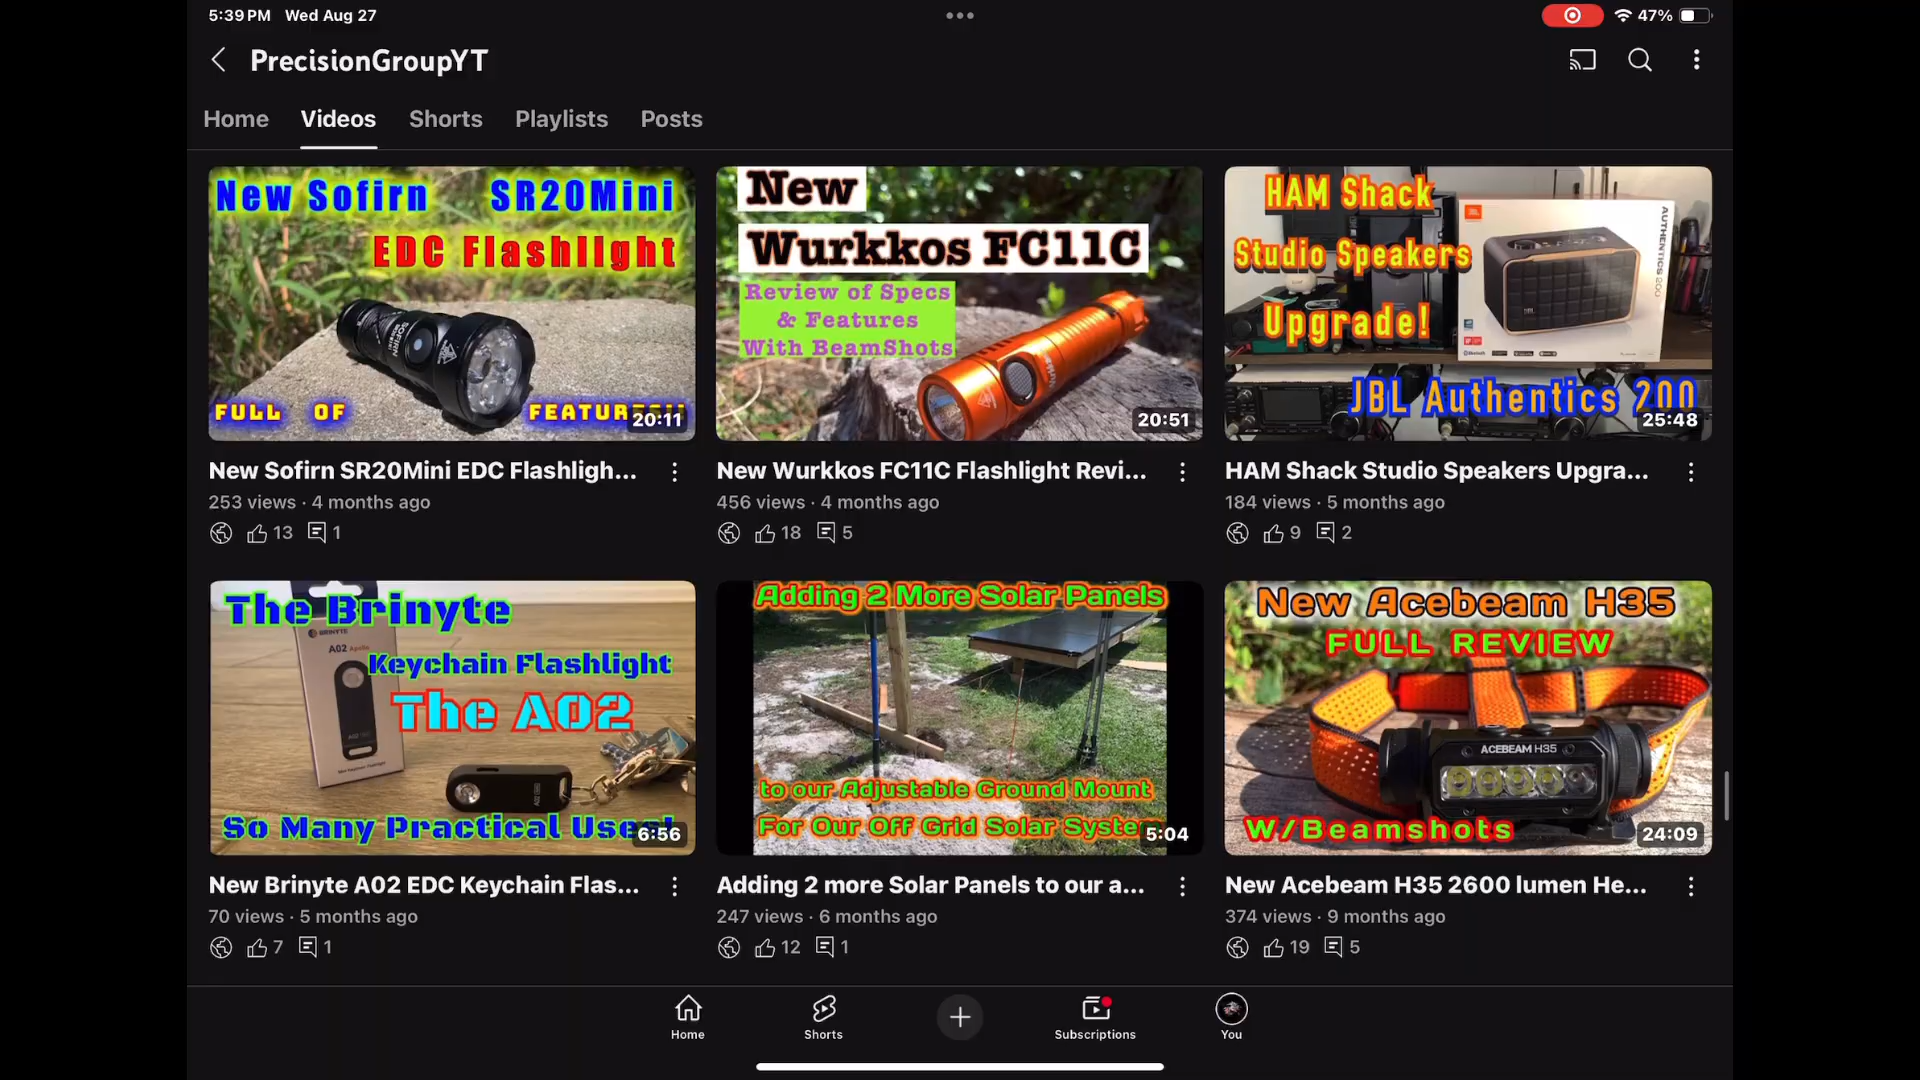 5:39 PM Wed Aug 27
47%
PrecisionGroupYT
Home Videos Shorts Playlists Posts
New Sofirn SR20Mini
EDC Flashlight
FULL OF FEATURES!!
20:11
New Sofirn SR20Mini EDC Flashligh...
253 views · 4 months ago
13 1
New
Wurkkos FC11C
Review of Specs
& Features
With BeamShots
20:51
New Wurkkos FC11C Flashlight Revi...
456 views · 4 months ago
18 5
HAM Shack
Studio Speakers
Upgrade!
JBL Authentics 200
JBL
AUTHENTICS 200
25:48
HAM Shack Studio Speakers Upgra...
184 views · 5 months ago
9 2
The Brinyte
Keychain Flashlight
The A02
So Many Practical Uses!
BRINYTE
A02
6:56
New Brinyte A02 EDC Keychain Flas...
70 views · 5 months ago
7 1
Adding 2 More Solar Panels
to our Adjustable Ground Mount
For Our Off Grid Solar Syste
5:04
Adding 2 more Solar Panels to our a...
247 views · 6 months ago
12 1
New Acebeam H35
FULL REVIEW
ACEBEAM H35
W/Beamshots
24:09
New Acebeam H35 2600 lumen He...
374 views · 9 months ago
19 5
Home Shorts Subscriptions You